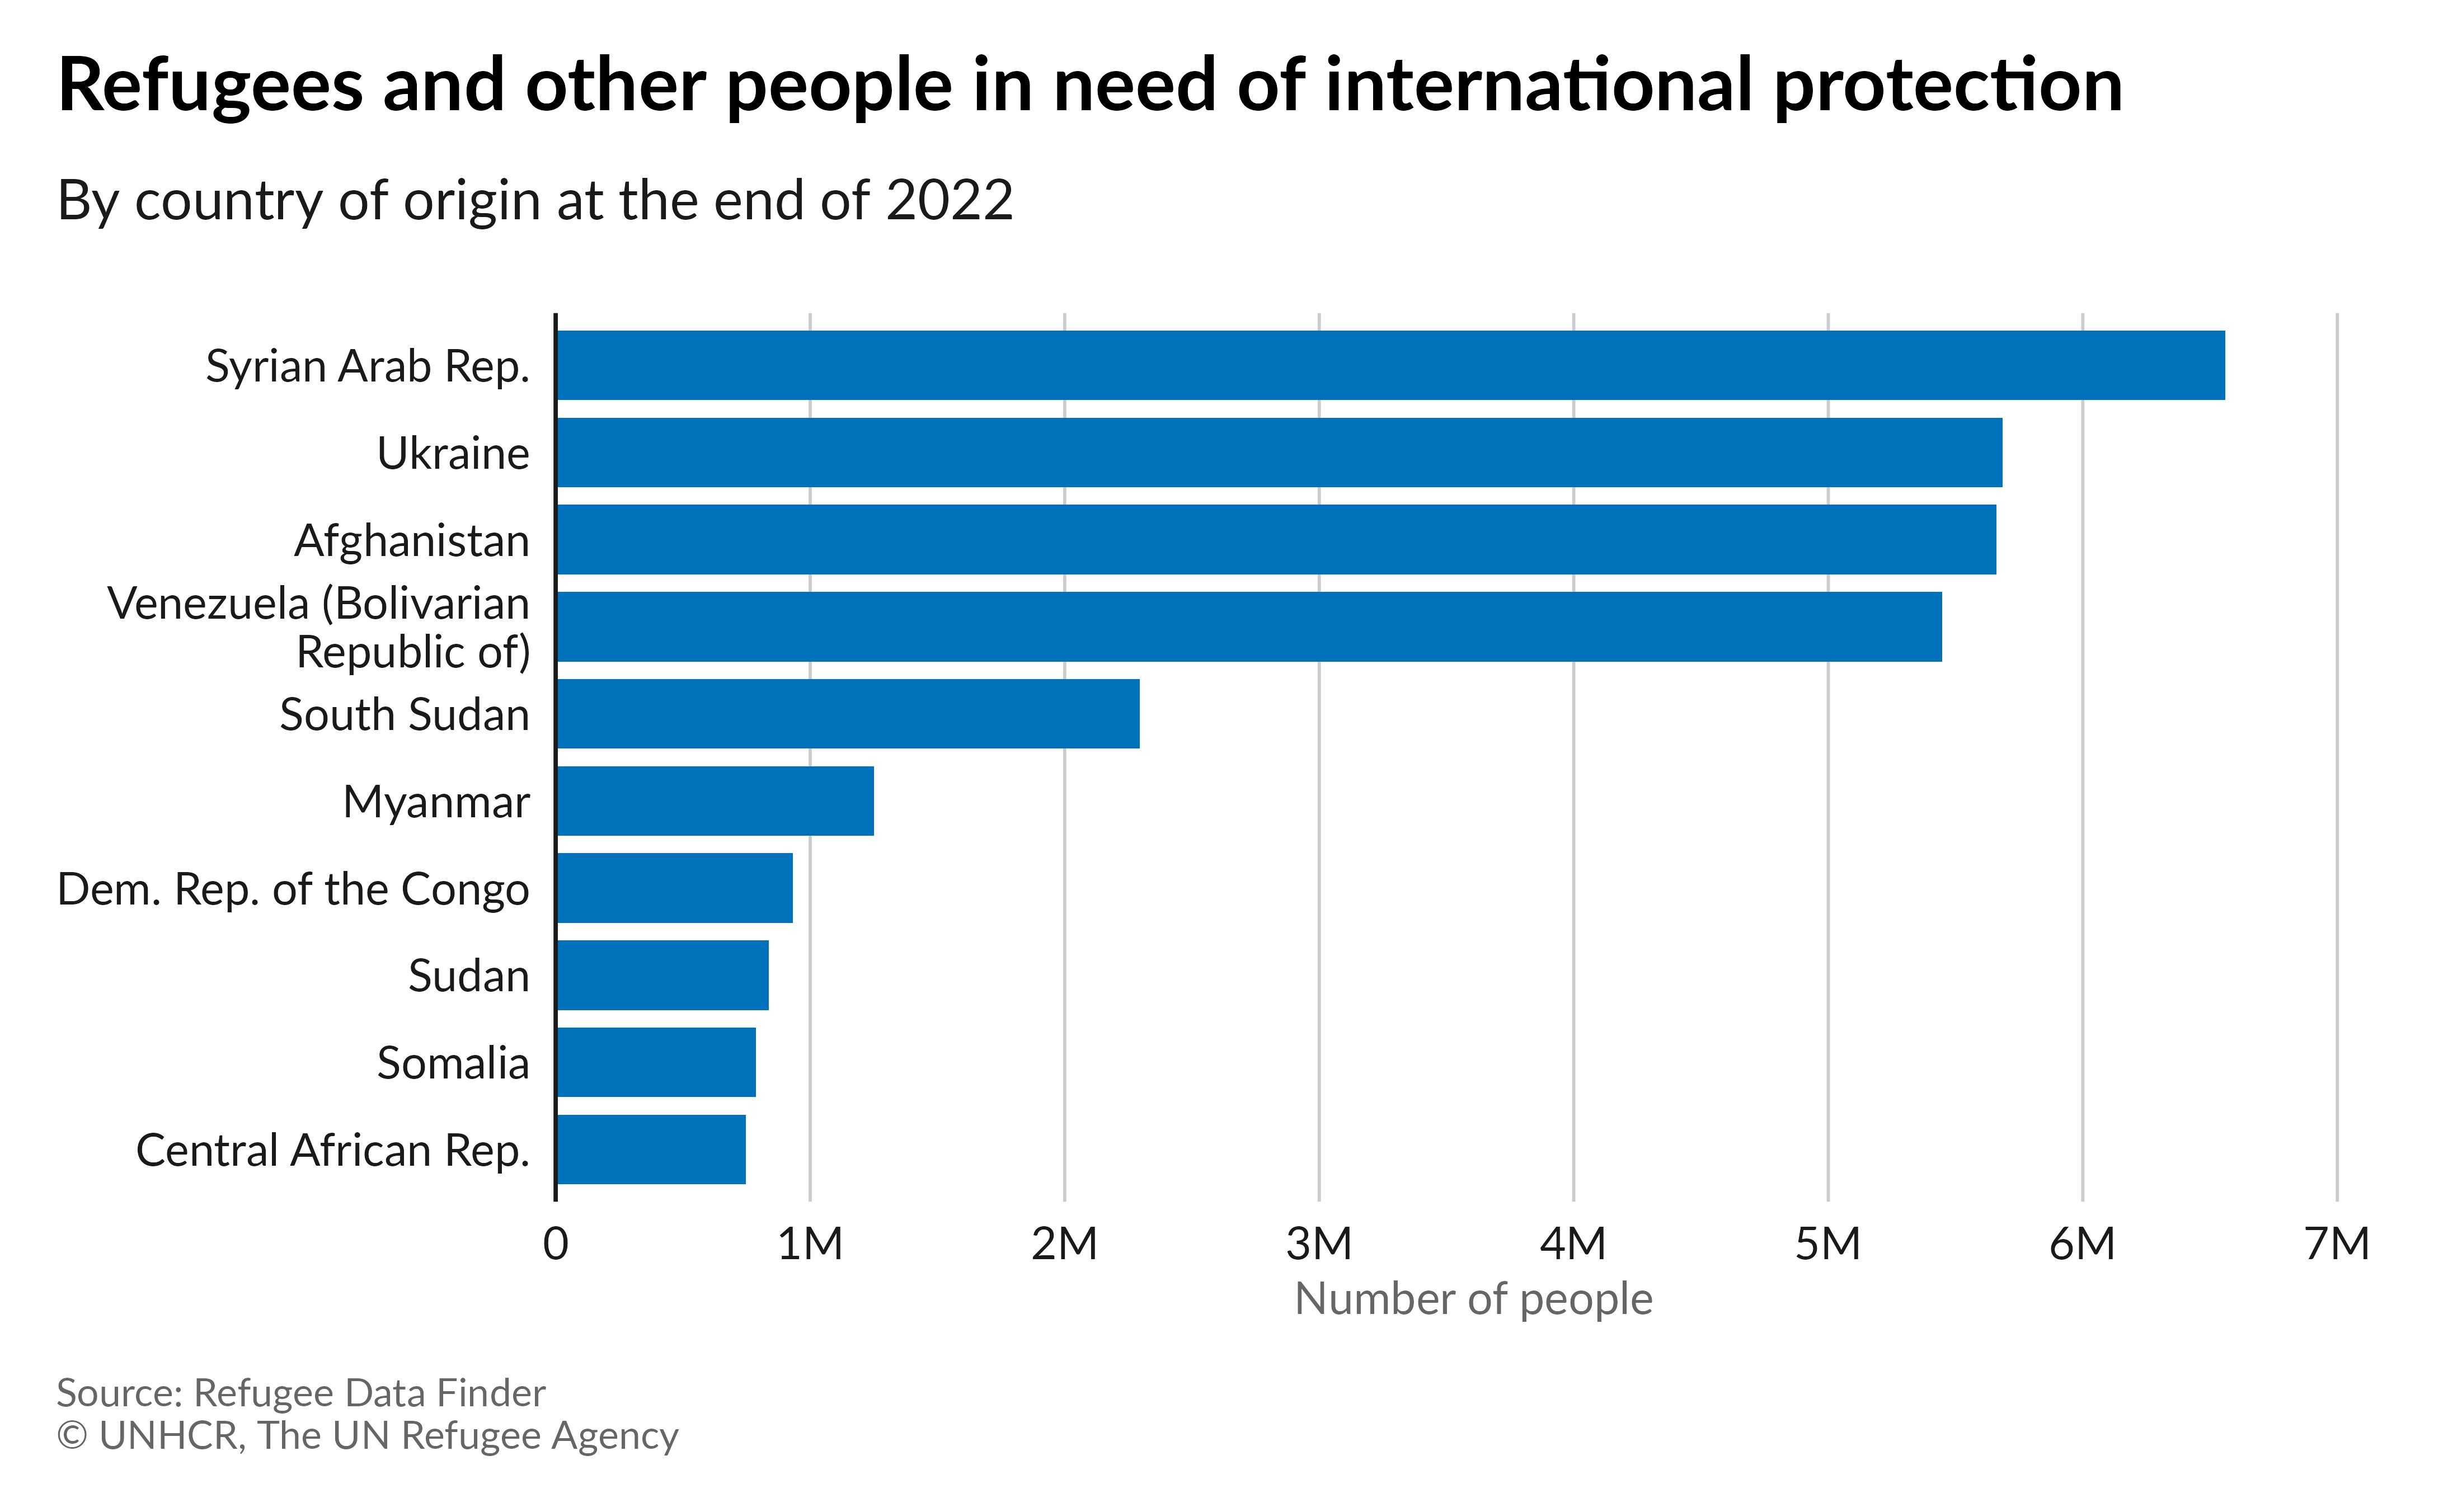 Refugees and other people in need of international protection
By country of origin at the end of 2022
Syrian Arab Rep.
Ukraine
Afghanistan
Venezuela (Bolivarian
Republic of)
South Sudan
Myanmar
Dem. Rep. of the Congo
Sudan
Somalia
Central African Rep.
0 1M 2M 3M 4M 5M 6M 7M
Number of people
Source: Refugee Data Finder
© UNHCR, The UN Refugee Agency